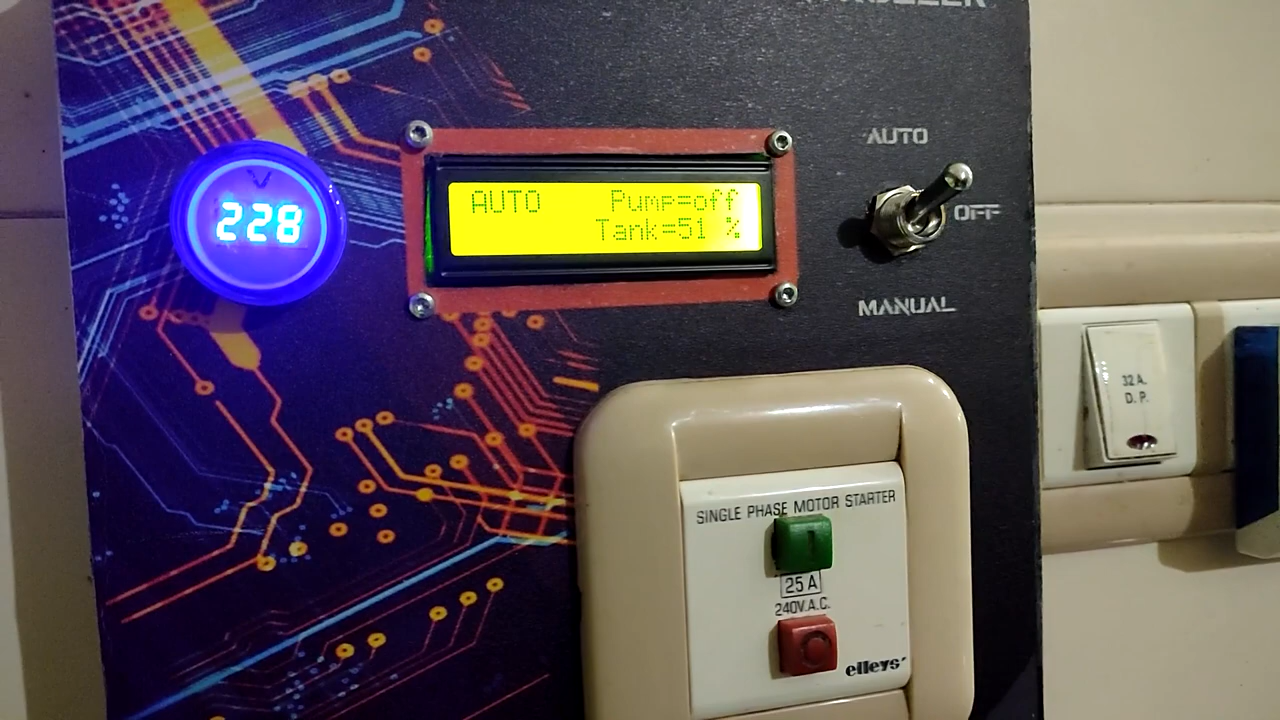 V
228
AUTO Pump=off
Tank=51 %
AUTO
OFF
MANUAL
32 A.
D. P.
SINGLE PHASE MOTOR STARTER
25 A
240V.A.C.
elleys'